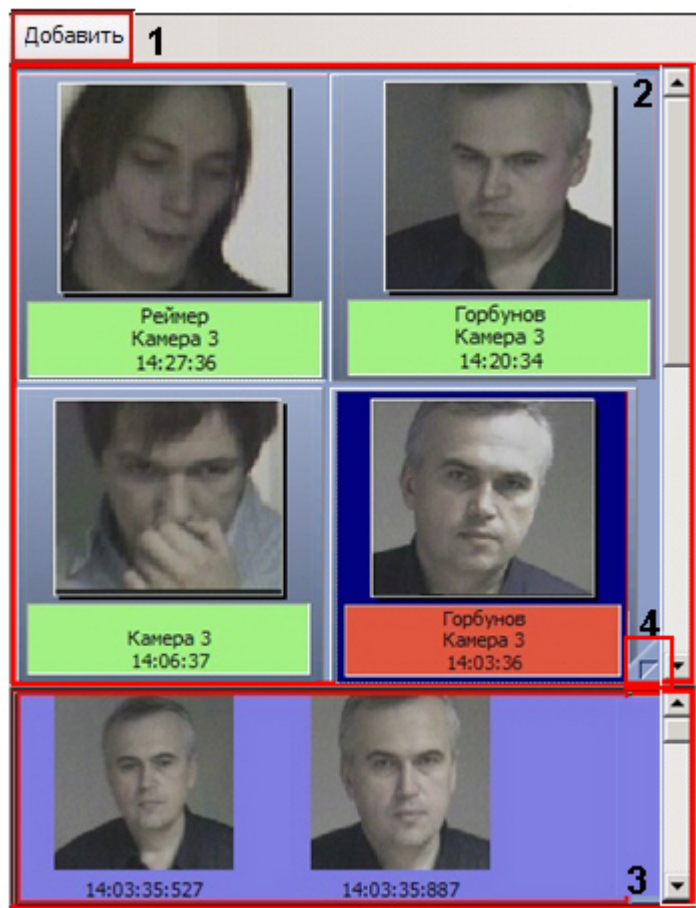 Добавить 1
2
Реймер
Камера 3
14:27:36
Горбунов
Камера 3
14:20:34
Камера 3
14:06:37
Горбунов
Камера 3
14:03:36
4
14:03:35:527
14:03:35:887
3